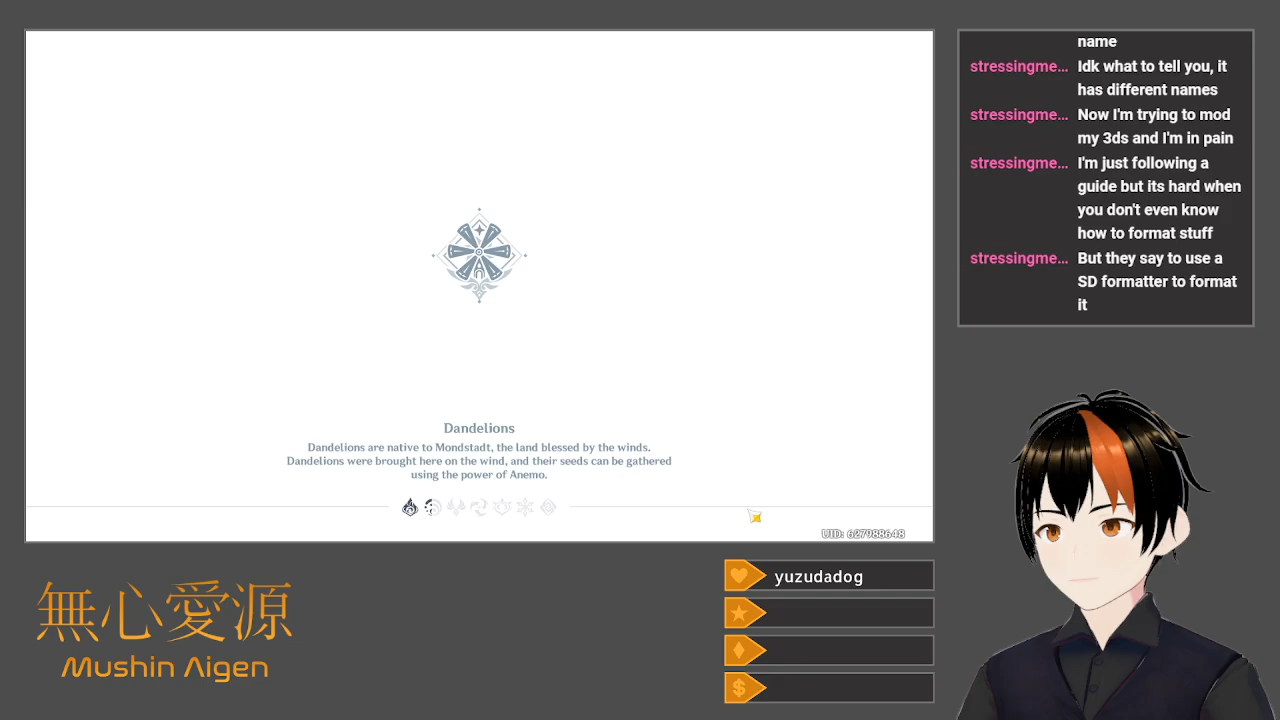 name
stressingme... Idk what to tell you, it
has different names
stressingme... Now I'm trying to mod
my 3ds and I'm in pain
stressingme... I'm just following a
guide but its hard when
you don't even know
how to format stuff
stressingme... But they say to use a
SD formatter to format
it
Dandelions
Dandelions are native to Mondstadt, the land blessed by the winds.
Dandelions were brought here on the wind, and their seeds can be gathered
using the power of Anemo.
UID: 627988648
yuzudadog
$
無心愛源
Mushin Aigen